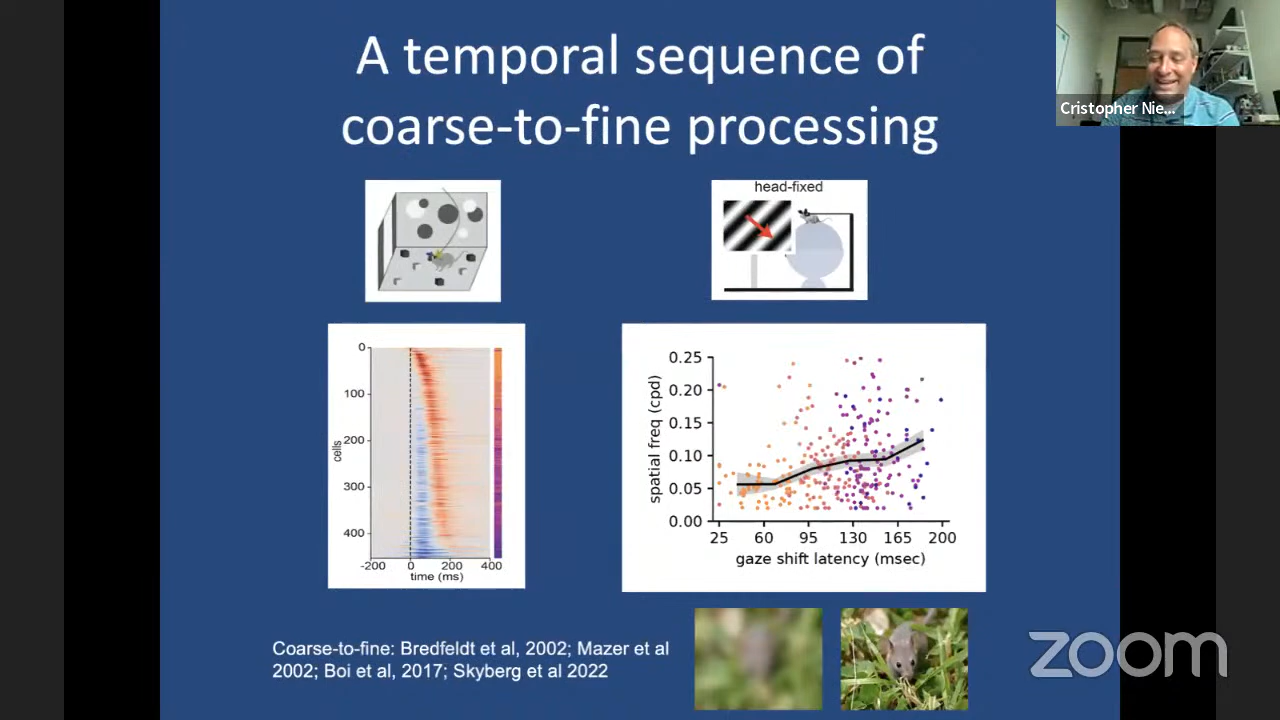 A temporal sequence of
coarse-to-fine processing
Cristopher Nie...
head-fixed
0
100
200
300
400
cells
-200 0 200 400
time (ms)
0.25
0.20
0.15
0.10
0.05
0.00
spatial freq (cpd)
25 60 95 130 165 200
gaze shift latency (msec)
Coarse-to-fine: Bredfeldt et al, 2002; Mazer et al
2002; Boi et al, 2017; Skyberg et al 2022
zoom